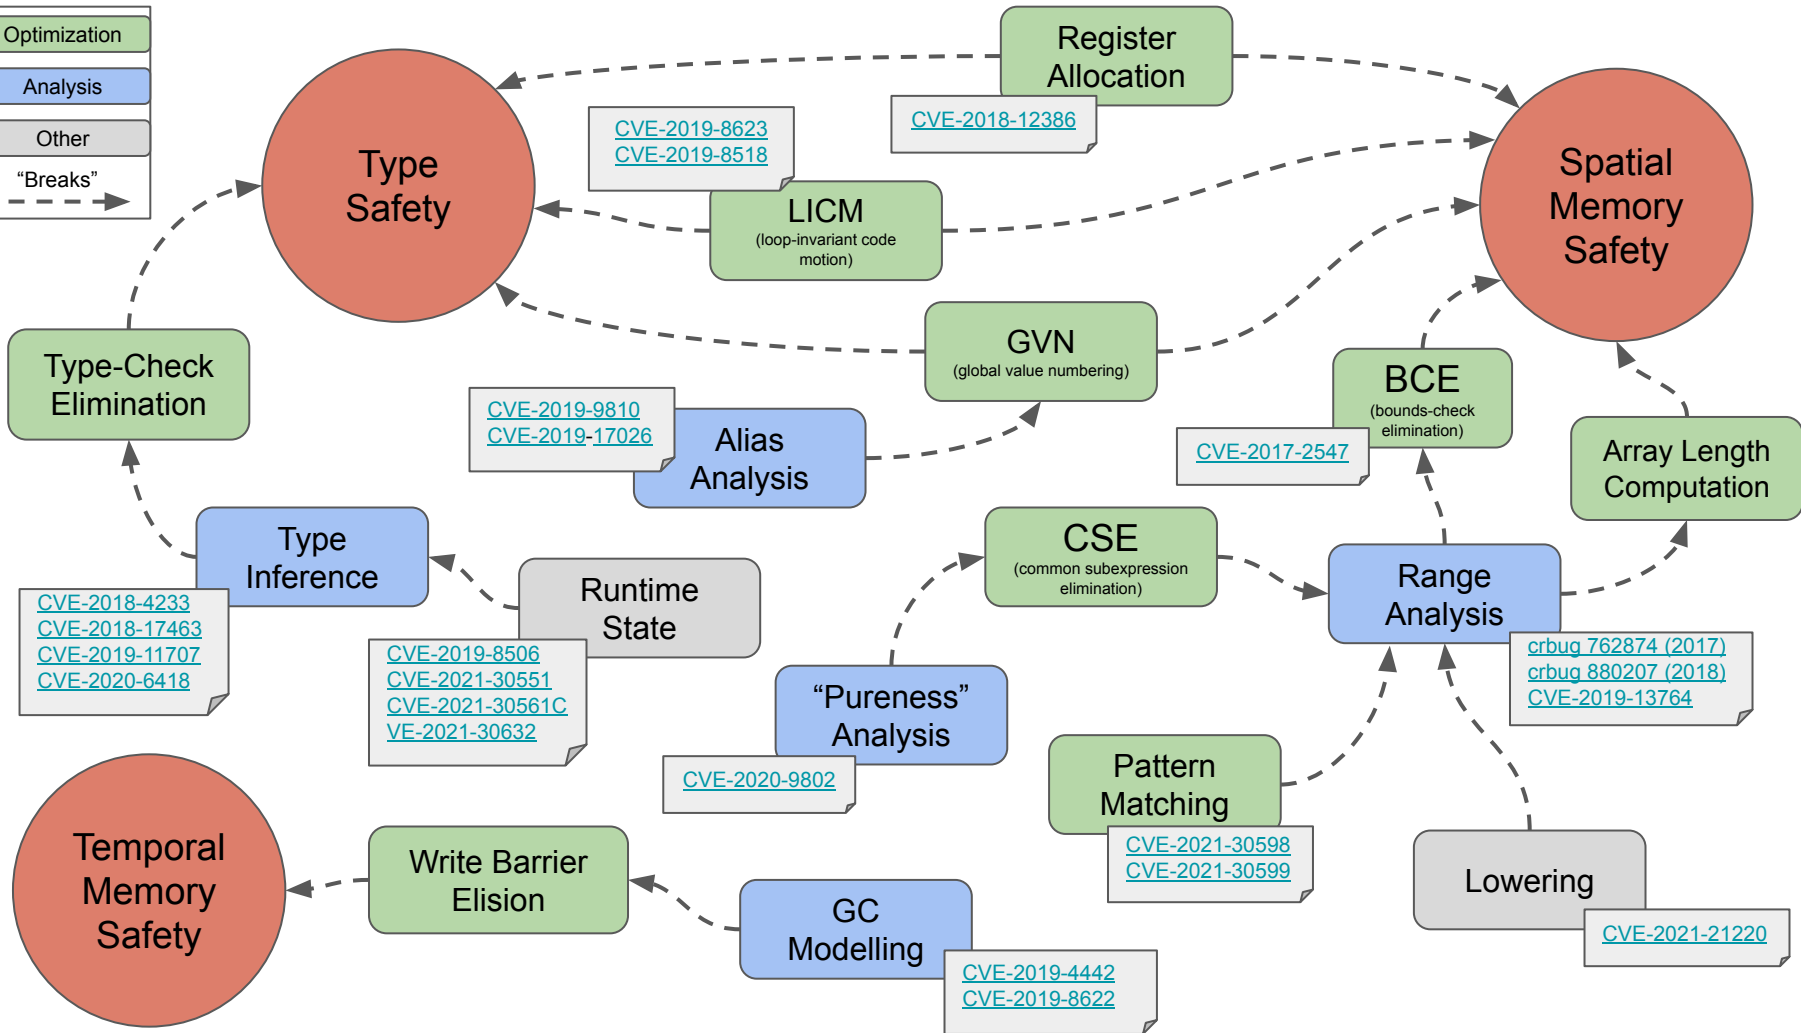 Optimization
Analysis
Other
“Breaks”
Register
Allocation
CVE-2018-12386
Type
Safety
CVE-2019-8623
CVE-2019-8518
LICM
(loop-invariant code
motion)
Spatial
Memory
Safety
GVN
(global value numbering)
Type-Check
Elimination
BCE
(bounds-check
elimination)
CVE-2017-2547
CVE-2019-9810
CVE-2019-17026
Alias
Analysis
Array Length
Computation
Type
Inference
CVE-2018-4233
CVE-2018-17463
CVE-2019-11707
CVE-2020-6418
Runtime
State
CVE-2019-8506
CVE-2021-30551
CVE-2021-30561C
VE-2021-30632
CSE
(common subexpression
elimination)
Range
Analysis
crbug 762874 (2017)
crbug 880207 (2018)
CVE-2019-13764
“Pureness”
Analysis
CVE-2020-9802
Pattern
Matching
CVE-2021-30598
CVE-2021-30599
Lowering
CVE-2021-21220
Temporal
Memory
Safety
Write Barrier
Elision
GC
Modelling
CVE-2019-4442
CVE-2019-8622